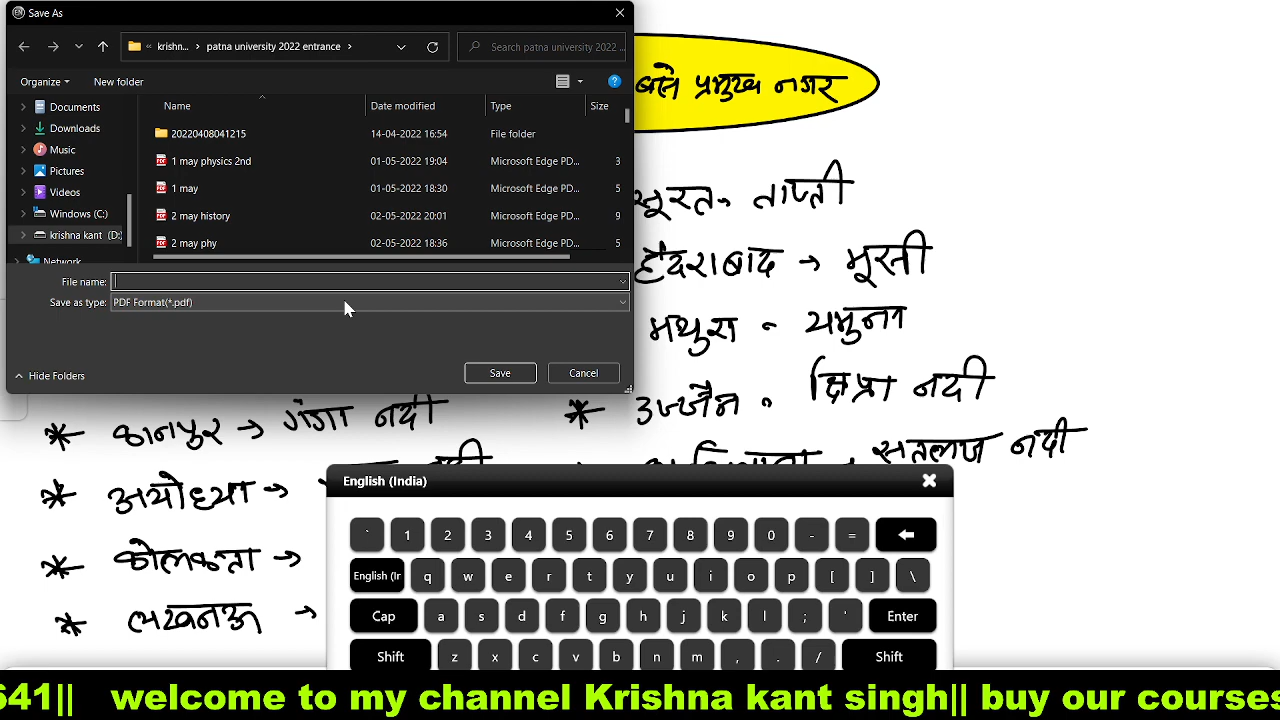 Save As
krishn... > patna university 2022 entrance >
Search patna university 2022 ...
Organize
New folder
Documents
Downloads
Music
Pictures
Videos
Windows (C:)
krishna kant (D:
Network
Name Date modified Type Size
20220408041215 14-04-2022 16:54 File folder
1 may physics 2nd 01-05-2022 19:04 Microsoft Edge PD... 3
1 may 01-05-2022 18:30 Microsoft Edge PD... 5
2 may history 02-05-2022 20:01 Microsoft Edge PD... 9
2 may phy 02-05-2022 18:36 Microsoft Edge PD... 5
File name:
Save as type: PDF Format(*.pdf)
Hide Folders
Save
Cancel
बसे प्रमुख नगर
सूरत → ताप्ती
हैदराबाद → मूसी
मथुरा → यमुना
* उज्जैन → क्षिप्रा नदी
सतलज नदी
* कानपुर → गंगा नदी
* अयोध्या →
* कोलकता →
* लखनऊ →
English (India)
` 1 2 3 4 5 6 7 8 9 0 - =
English (Ir q w e r t y u i o p [ ] \
Cap a s d f g h j k l ; ' Enter
Shift z x c v b n m , . / Shift
641|| welcome to my channel Krishna kant singh|| buy our courses